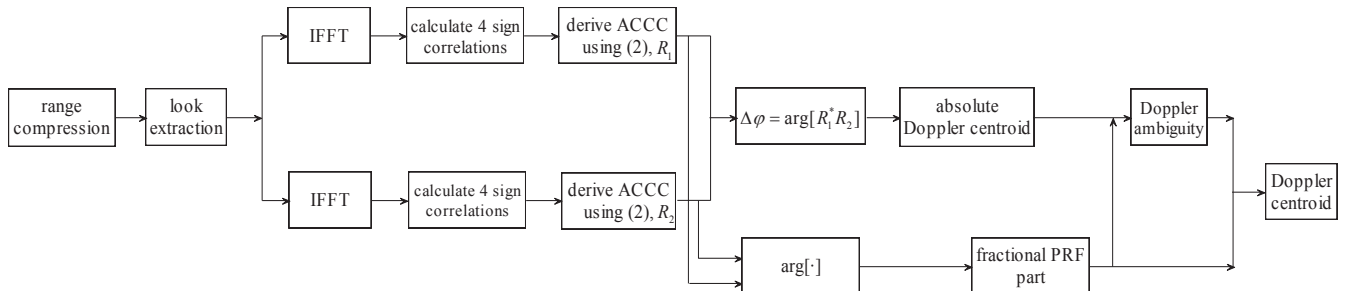 range
compression
look
extraction
IFFT
calculate 4 sign
correlations
derive ACCC
using (2), R₁
IFFT
calculate 4 sign
correlations
derive ACCC
using (2), R₂
Δφ = arg[R₁*R₂]
absolute
Doppler centroid
Doppler
ambiguity
arg[·]
fractional PRF
part
Doppler
centroid